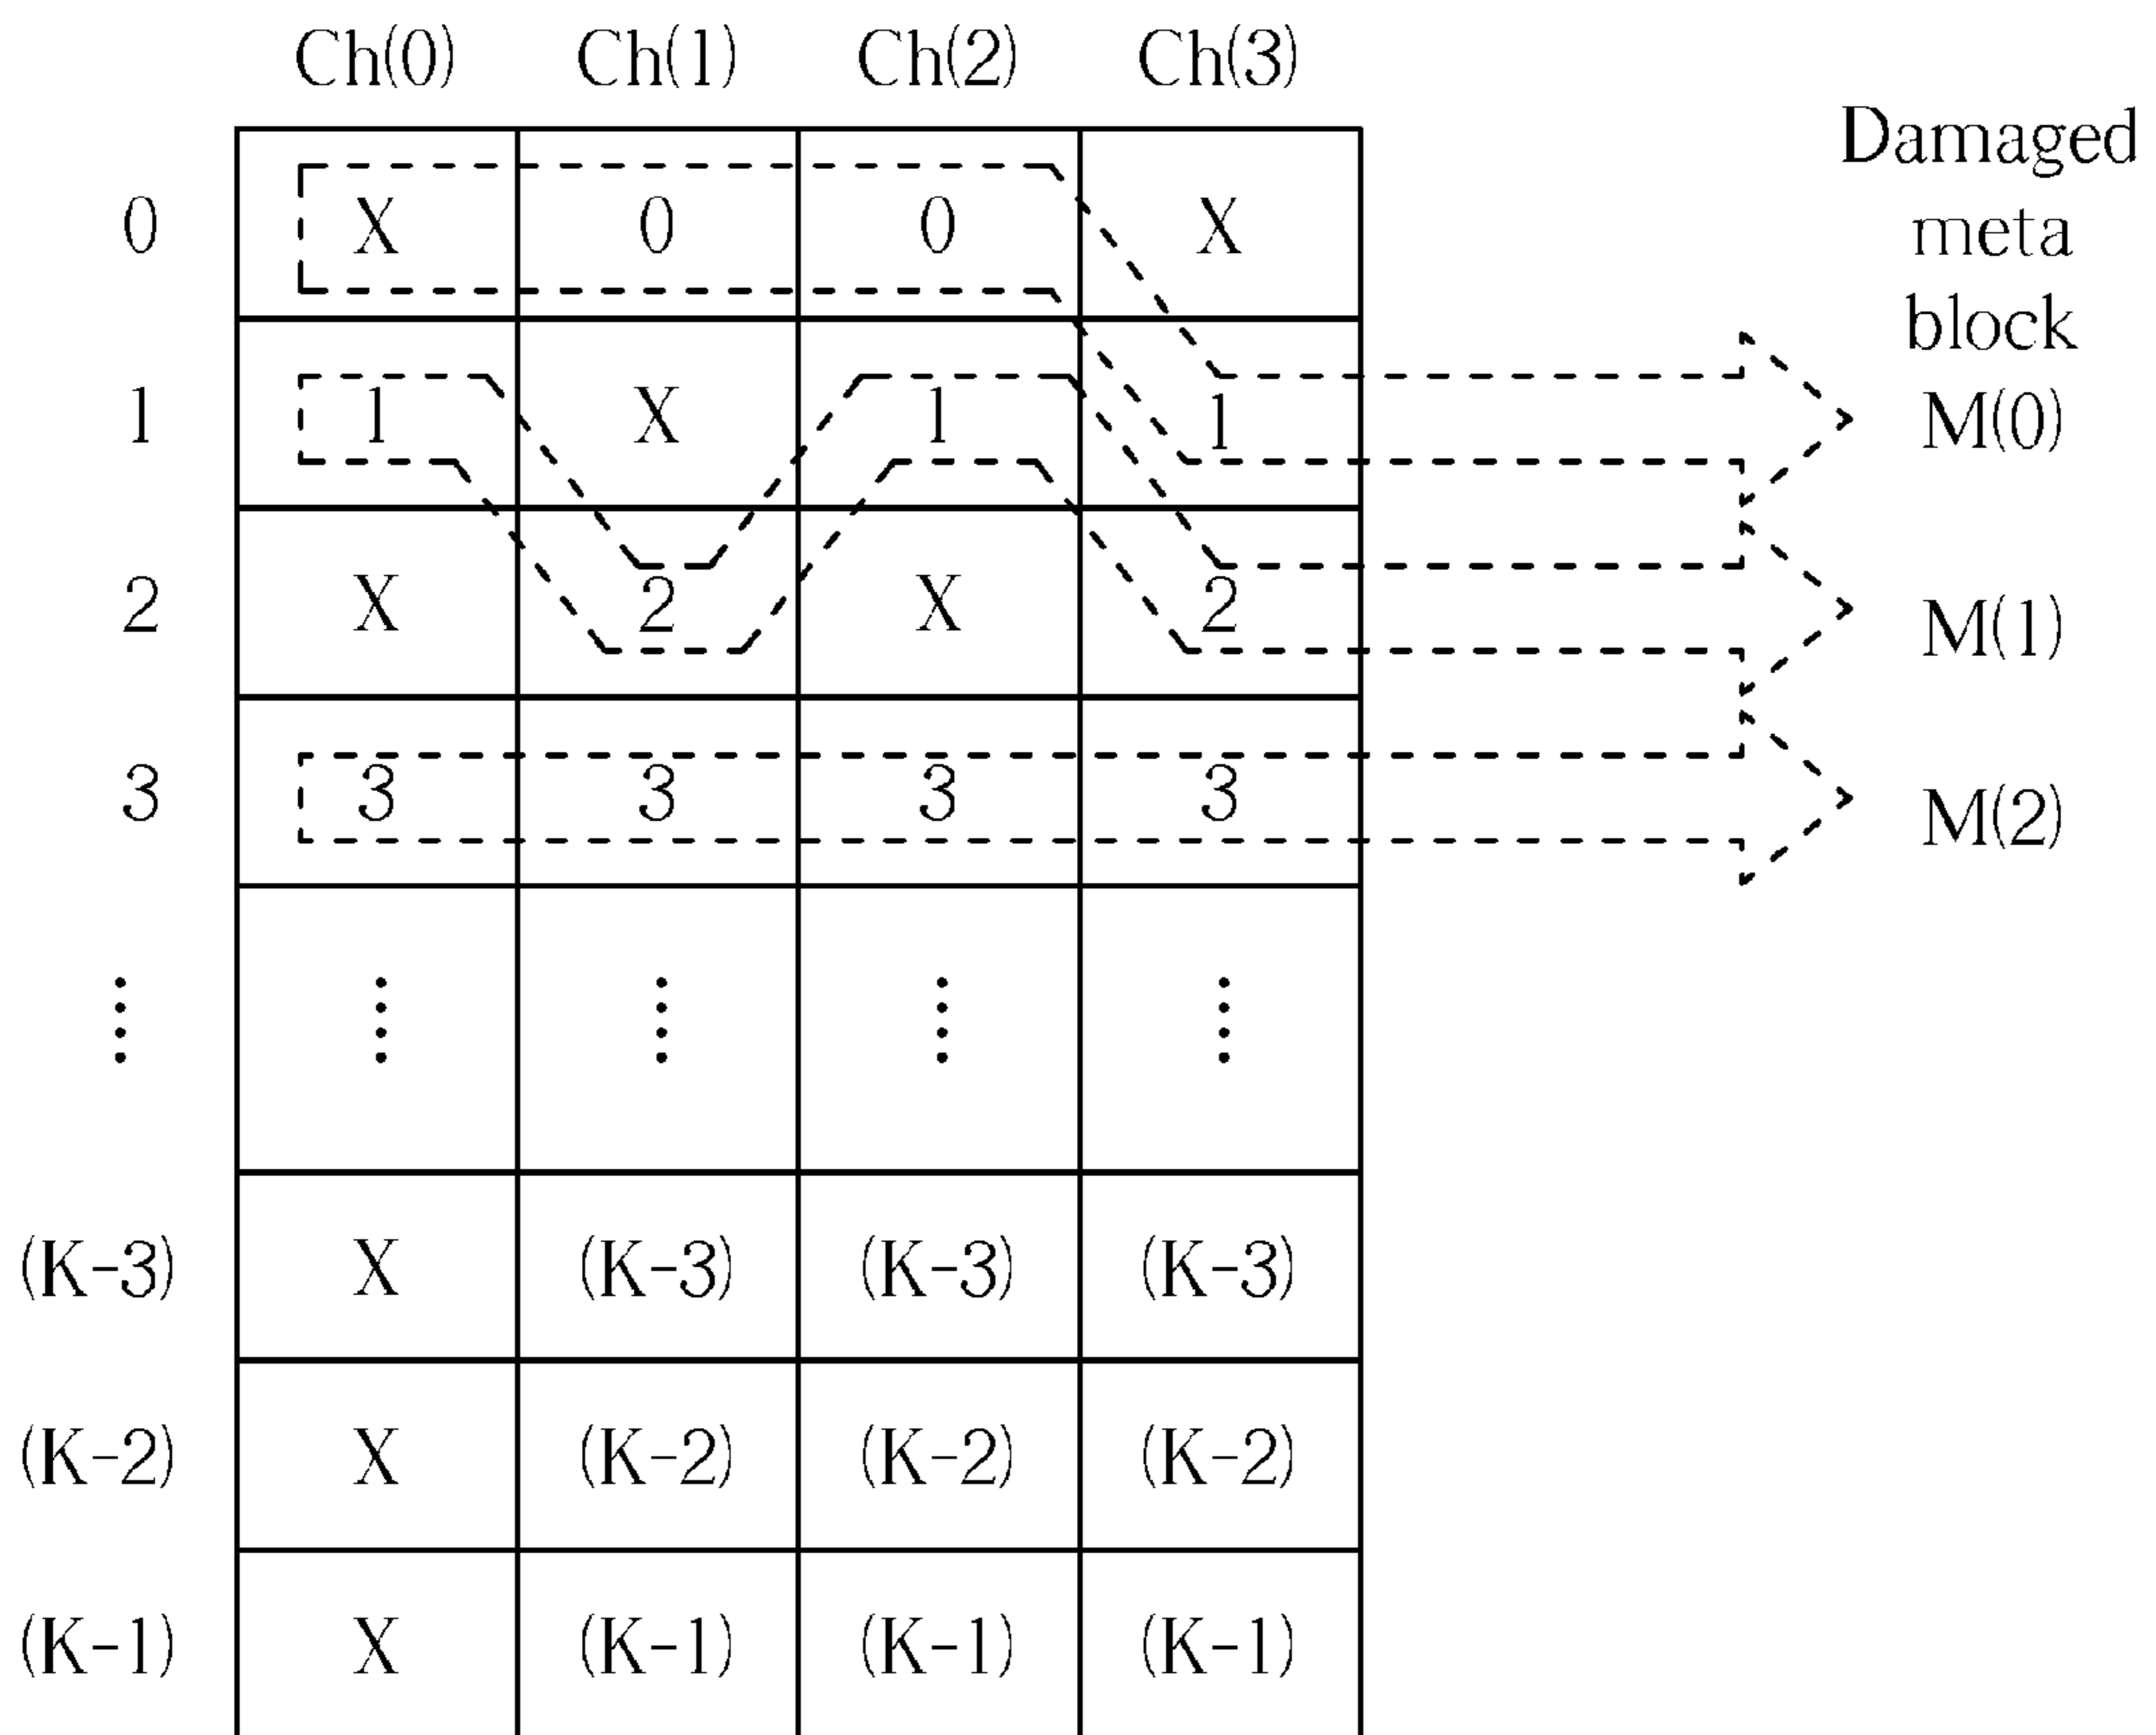 Ch(0) Ch(1) Ch(2) Ch(3)
Damaged
meta
block
0 X 0 0 X
1 1 X 1 1 M(0)
2 X 2 X 2 M(1)
3 3 3 3 3 M(2)
(K-3) X (K-3) (K-3) (K-3)
(K-2) X (K-2) (K-2) (K-2)
(K-1) X (K-1) (K-1) (K-1)